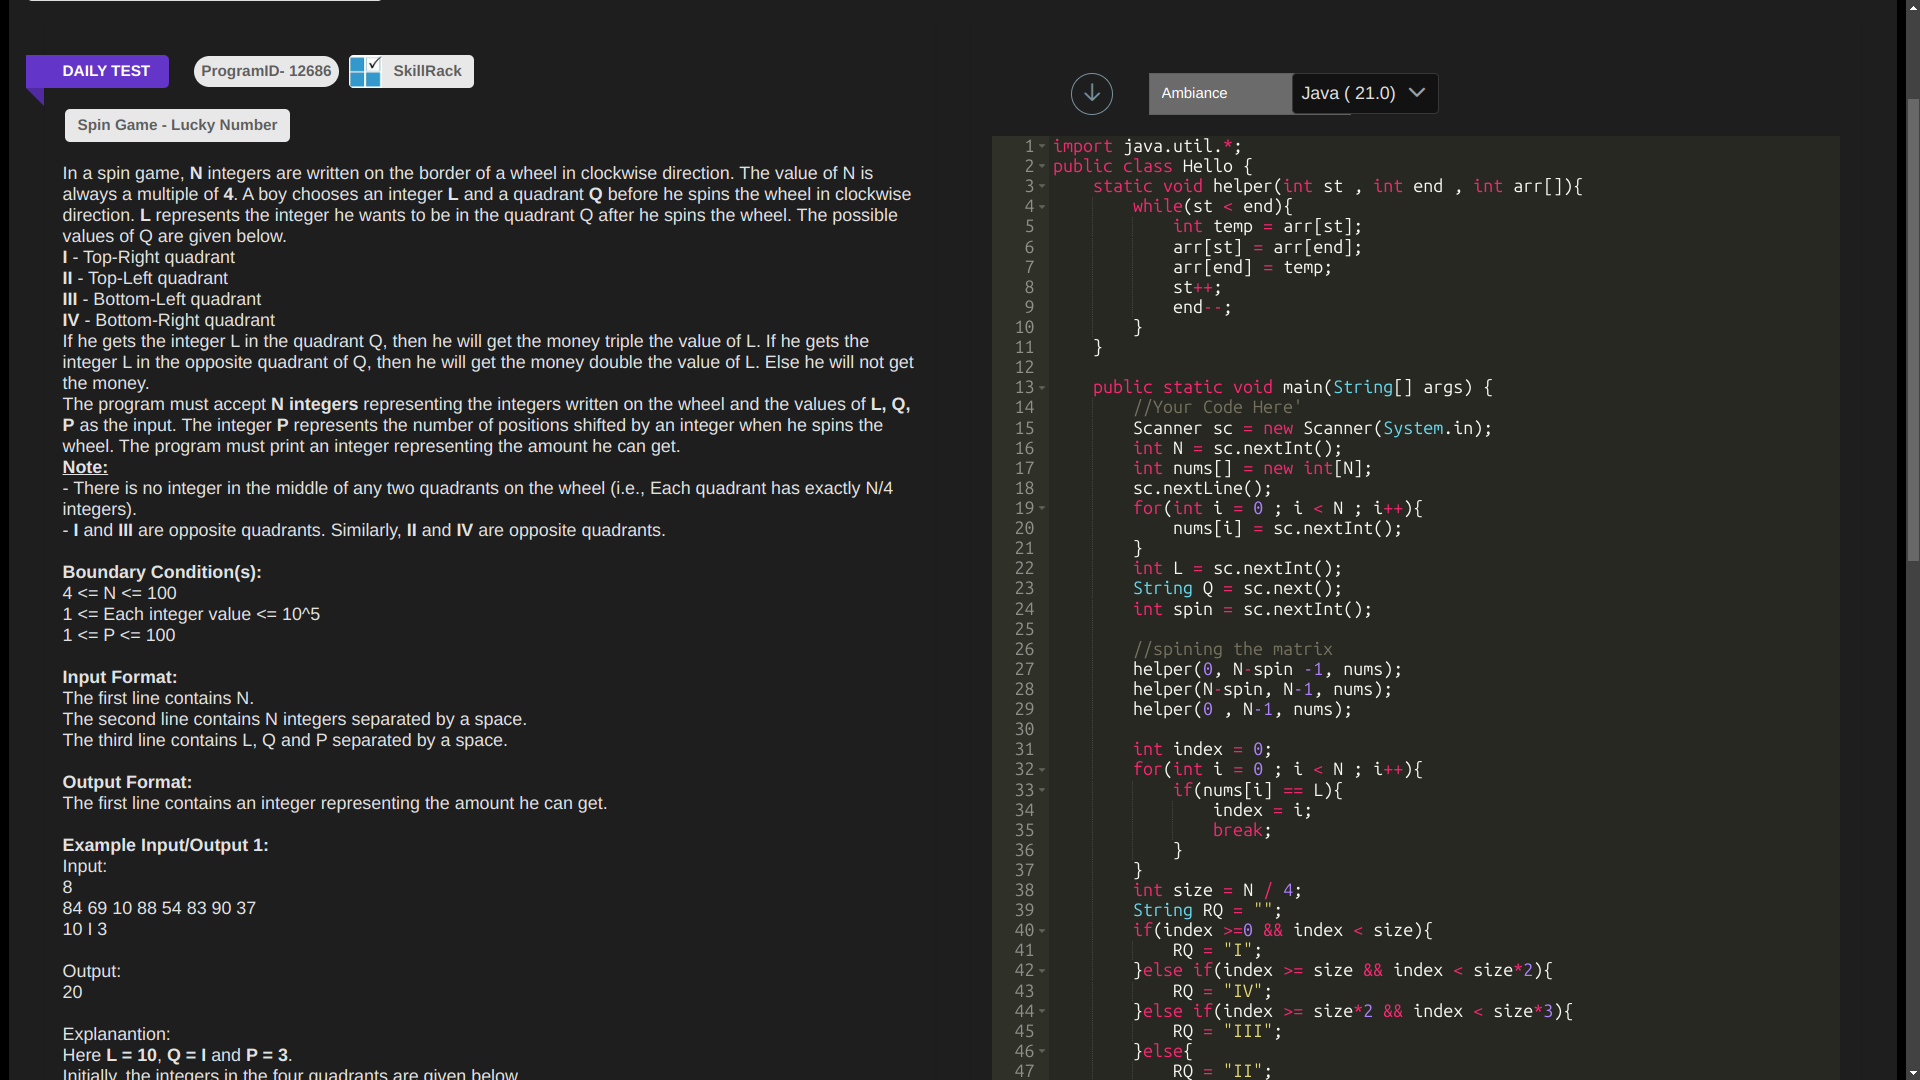 DAILY TEST
ProgramID- 12686
SkillRack
Spin Game - Lucky Number
In a spin game, N integers are written on the border of a wheel in clockwise direction. The value of N is
always a multiple of 4. A boy chooses an integer L and a quadrant Q before he spins the wheel in clockwise
direction. L represents the integer he wants to be in the quadrant Q after he spins the wheel. The possible
values of Q are given below.
I - Top-Right quadrant
II - Top-Left quadrant
III - Bottom-Left quadrant
IV - Bottom-Right quadrant
If he gets the integer L in the quadrant Q, then he will get the money triple the value of L. If he gets the
integer L in the opposite quadrant of Q, then he will get the money double the value of L. Else he will not get
the money.
The program must accept N integers representing the integers written on the wheel and the values of L, Q,
P as the input. The integer P represents the number of positions shifted by an integer when he spins the
wheel. The program must print an integer representing the amount he can get.
Note:
- There is no integer in the middle of any two quadrants on the wheel (i.e., Each quadrant has exactly N/4
integers).
- I and III are opposite quadrants. Similarly, II and IV are opposite quadrants.
Boundary Condition(s):
4 <= N <= 100
1 <= Each integer value <= 10^5
1 <= P <= 100
Input Format:
The first line contains N.
The second line contains N integers separated by a space.
The third line contains L, Q and P separated by a space.
Output Format:
The first line contains an integer representing the amount he can get.
Example Input/Output 1:
Input:
8
84 69 10 88 54 83 90 37
10 I 3
Output:
20
Explanantion:
Here L = 10, Q = I and P = 3.
Initially, the integers in the four quadrants are given below
Ambiance
Java ( 21.0)
1 import java.util.*;
2 public class Hello {
3 static void helper(int st , int end , int arr[]){
4 while(st < end){
5 int temp = arr[st];
6 arr[st] = arr[end];
7 arr[end] = temp;
8 st++;
9 end--;
10 }
11 }
12
13 public static void main(String[] args) {
14 //Your Code Here'
15 Scanner sc = new Scanner(System.in);
16 int N = sc.nextInt();
17 int nums[] = new int[N];
18 sc.nextLine();
19 for(int i = 0 ; i < N ; i++){
20 nums[i] = sc.nextInt();
21 }
22 int L = sc.nextInt();
23 String Q = sc.next();
24 int spin = sc.nextInt();
25
26 //spining the matrix
27 helper(0, N-spin -1, nums);
28 helper(N-spin, N-1, nums);
29 helper(0 , N-1, nums);
30
31 int index = 0;
32 for(int i = 0 ; i < N ; i++){
33 if(nums[i] == L){
34 index = i;
35 break;
36 }
37 }
38 int size = N / 4;
39 String RQ = "";
40 if(index >=0 && index < size){
41 RQ = "I";
42 }else if(index >= size && index < size*2){
43 RQ = "IV";
44 }else if(index >= size*2 && index < size*3){
45 RQ = "III";
46 }else{
47 RQ = "II";